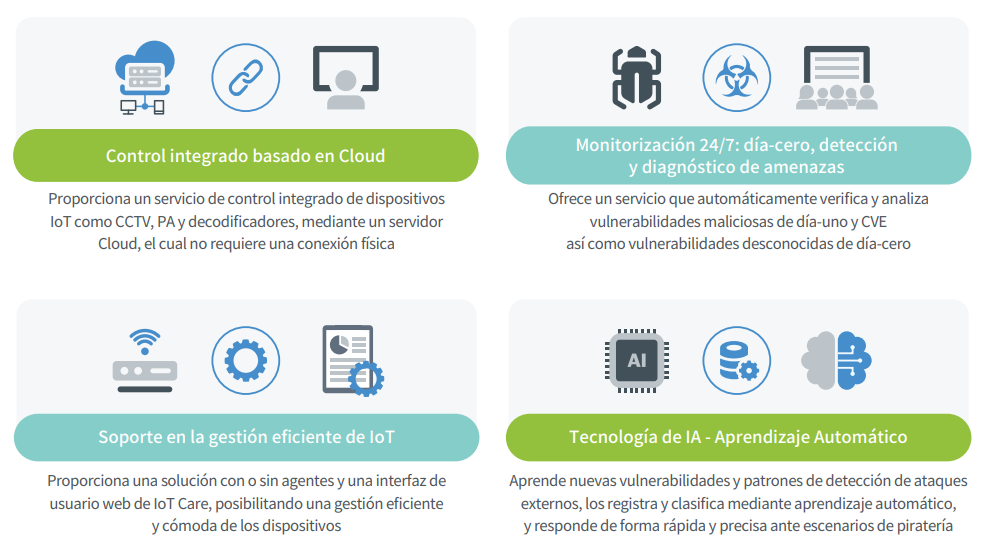 Control integrado basado en Cloud
Proporciona un servicio de control integrado de dispositivos
IoT como CCTV, PA y decodificadores, mediante un servidor
Cloud, el cual no requiere una conexión física
Monitorización 24/7: día-cero, detección
y diagnóstico de amenazas
Ofrece un servicio que automáticamente verifica y analiza
vulnerabilidades maliciosas de día-uno y CVE
así como vulnerabilidades desconocidas de día-cero
Soporte en la gestión eficiente de IoT
Proporciona una solución con o sin agentes y una interfaz de
usuario web de IoT Care, posibilitando una gestión eficiente
y cómoda de los dispositivos
AI
Tecnología de IA - Aprendizaje Automático
Aprende nuevas vulnerabilidades y patrones de detección de ataques
externos, los registra y clasifica mediante aprendizaje automático,
y responde de forma rápida y precisa ante escenarios de piratería